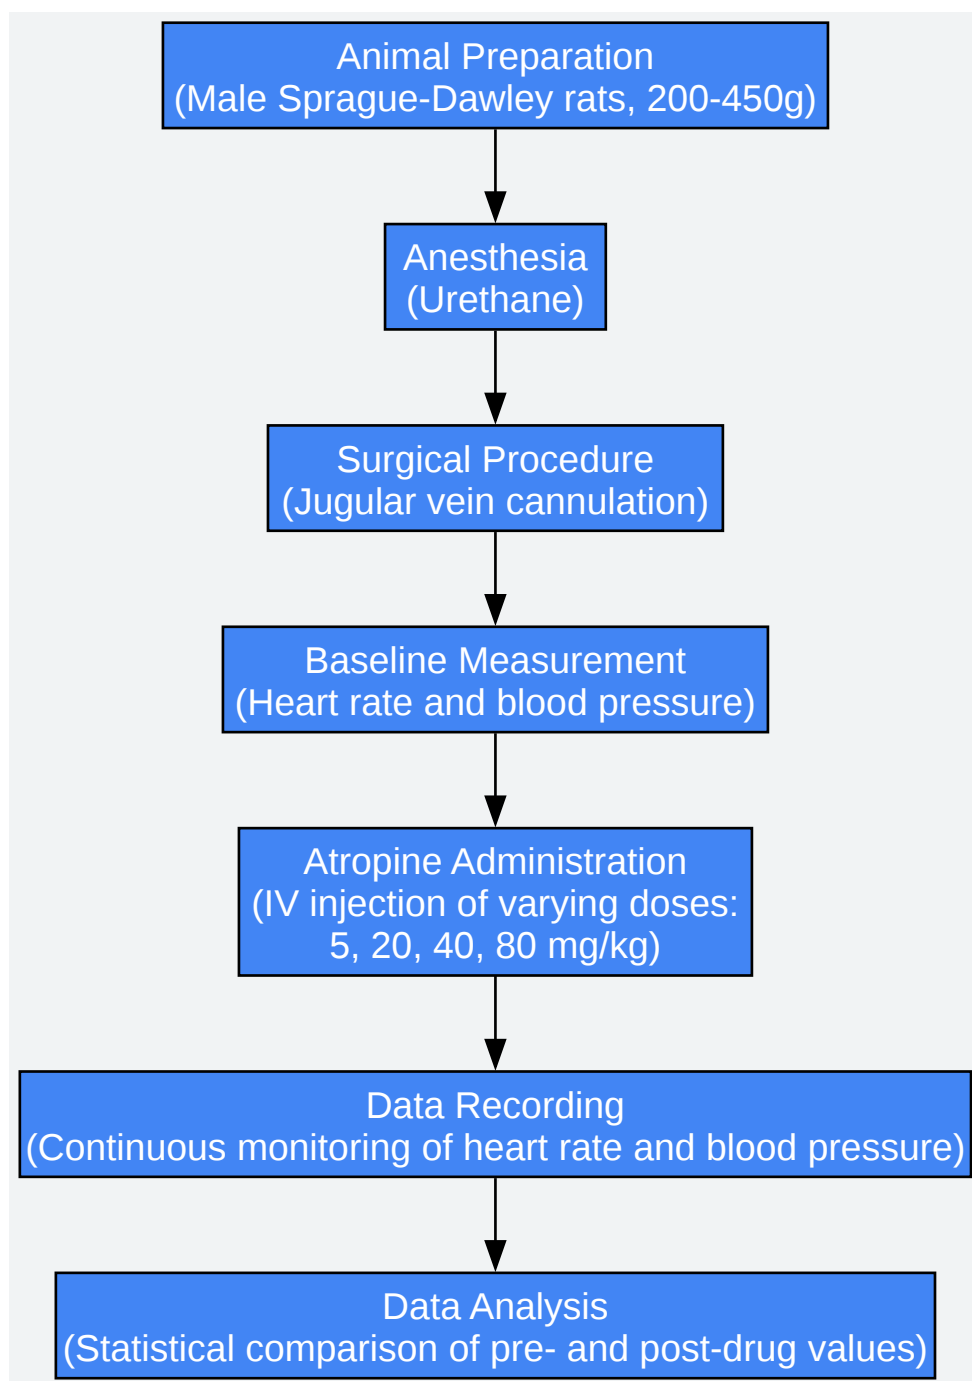 Animal Preparation
(Male Sprague-Dawley rats, 200-450g)
Anesthesia
(Urethane)
Surgical Procedure
(Jugular vein cannulation)
Baseline Measurement
(Heart rate and blood pressure)
Atropine Administration
(IV injection of varying doses:
5, 20, 40, 80 mg/kg)
Data Recording
(Continuous monitoring of heart rate and blood pressure)
Data Analysis
(Statistical comparison of pre- and post-drug values)